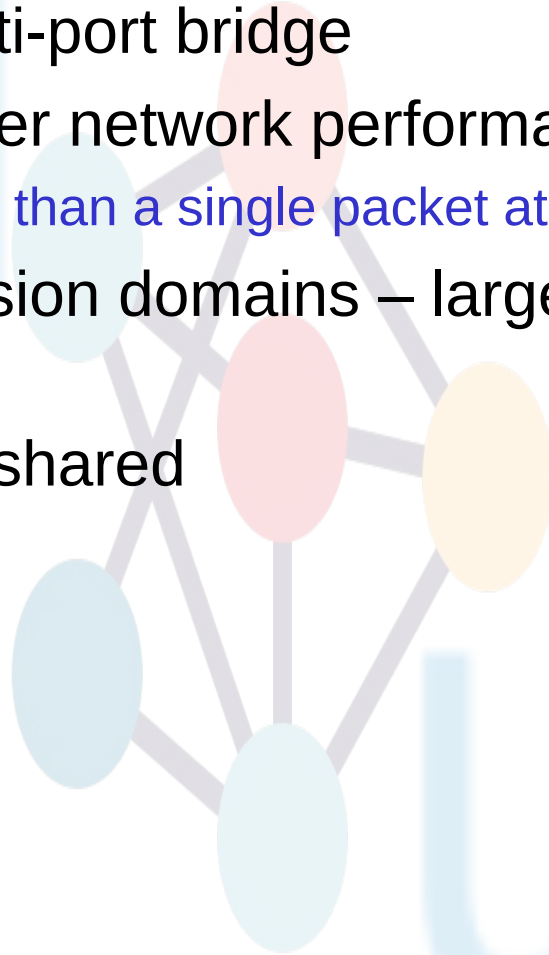 ti-port bridge
er network performa
than a single packet at
sion domains – large
shared